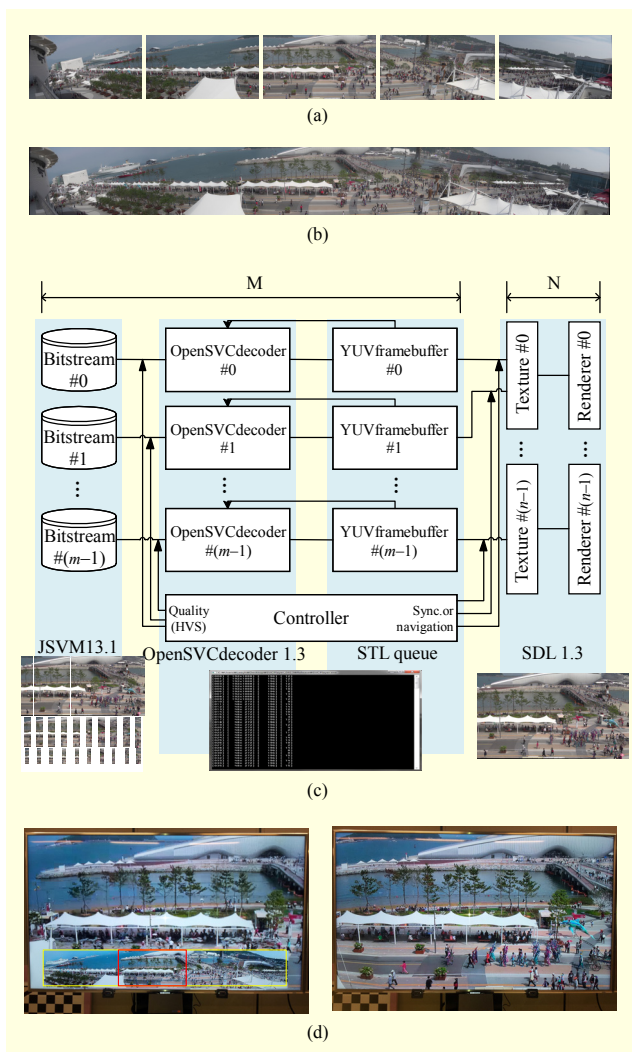 (a)
(b)
M
N
Bitstream
#0
OpenSVCdecoder
#0
YUVframebuffer
#0
Texture #0
Renderer #0
Bitstream
#1
OpenSVCdecoder
#1
YUVframebuffer
#1
Bitstream
#(m–1)
OpenSVCdecoder
#(m–1)
YUVframebuffer
#(m–1)
Texture #(n–1)
Renderer #(n–1)
Quality
(HVS)
Controller
Sync.or
navigation
JSVM13.1
OpenSVCdecoder 1.3
STL queue
SDL 1.3
(c)
(d)